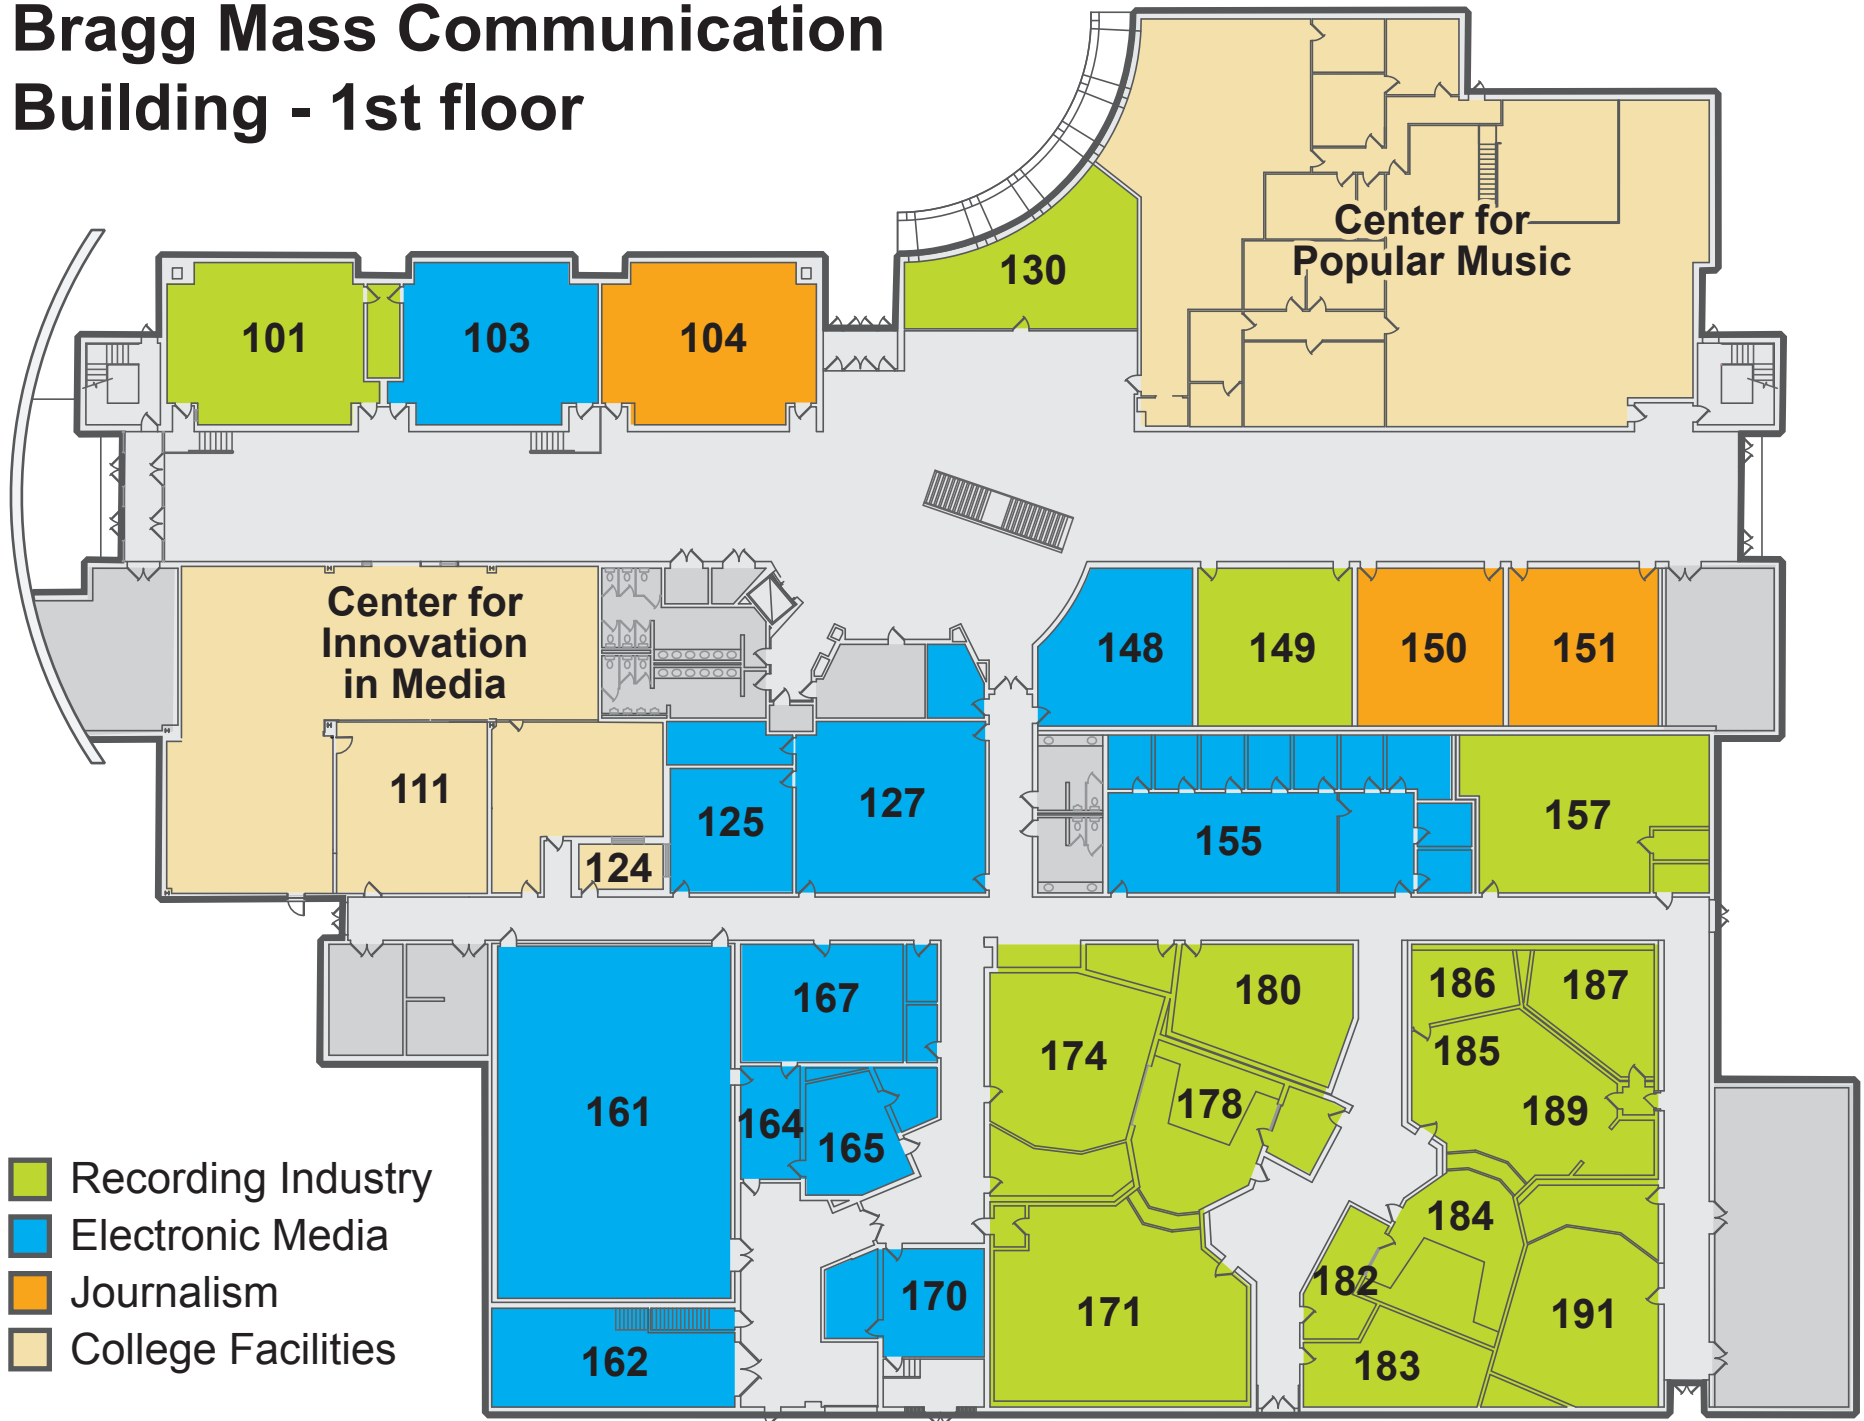 Bragg Mass Communication
Building - 1st floor
130
Center for
Popular Music
101
103
104
Center for
Innovation
in Media
148
149
150
151
111
124
125
127
155
157
161
167
164
165
162
170
174
180
178
171
186
187
185
189
184
182
183
191
Recording Industry
Electronic Media
Journalism
College Facilities